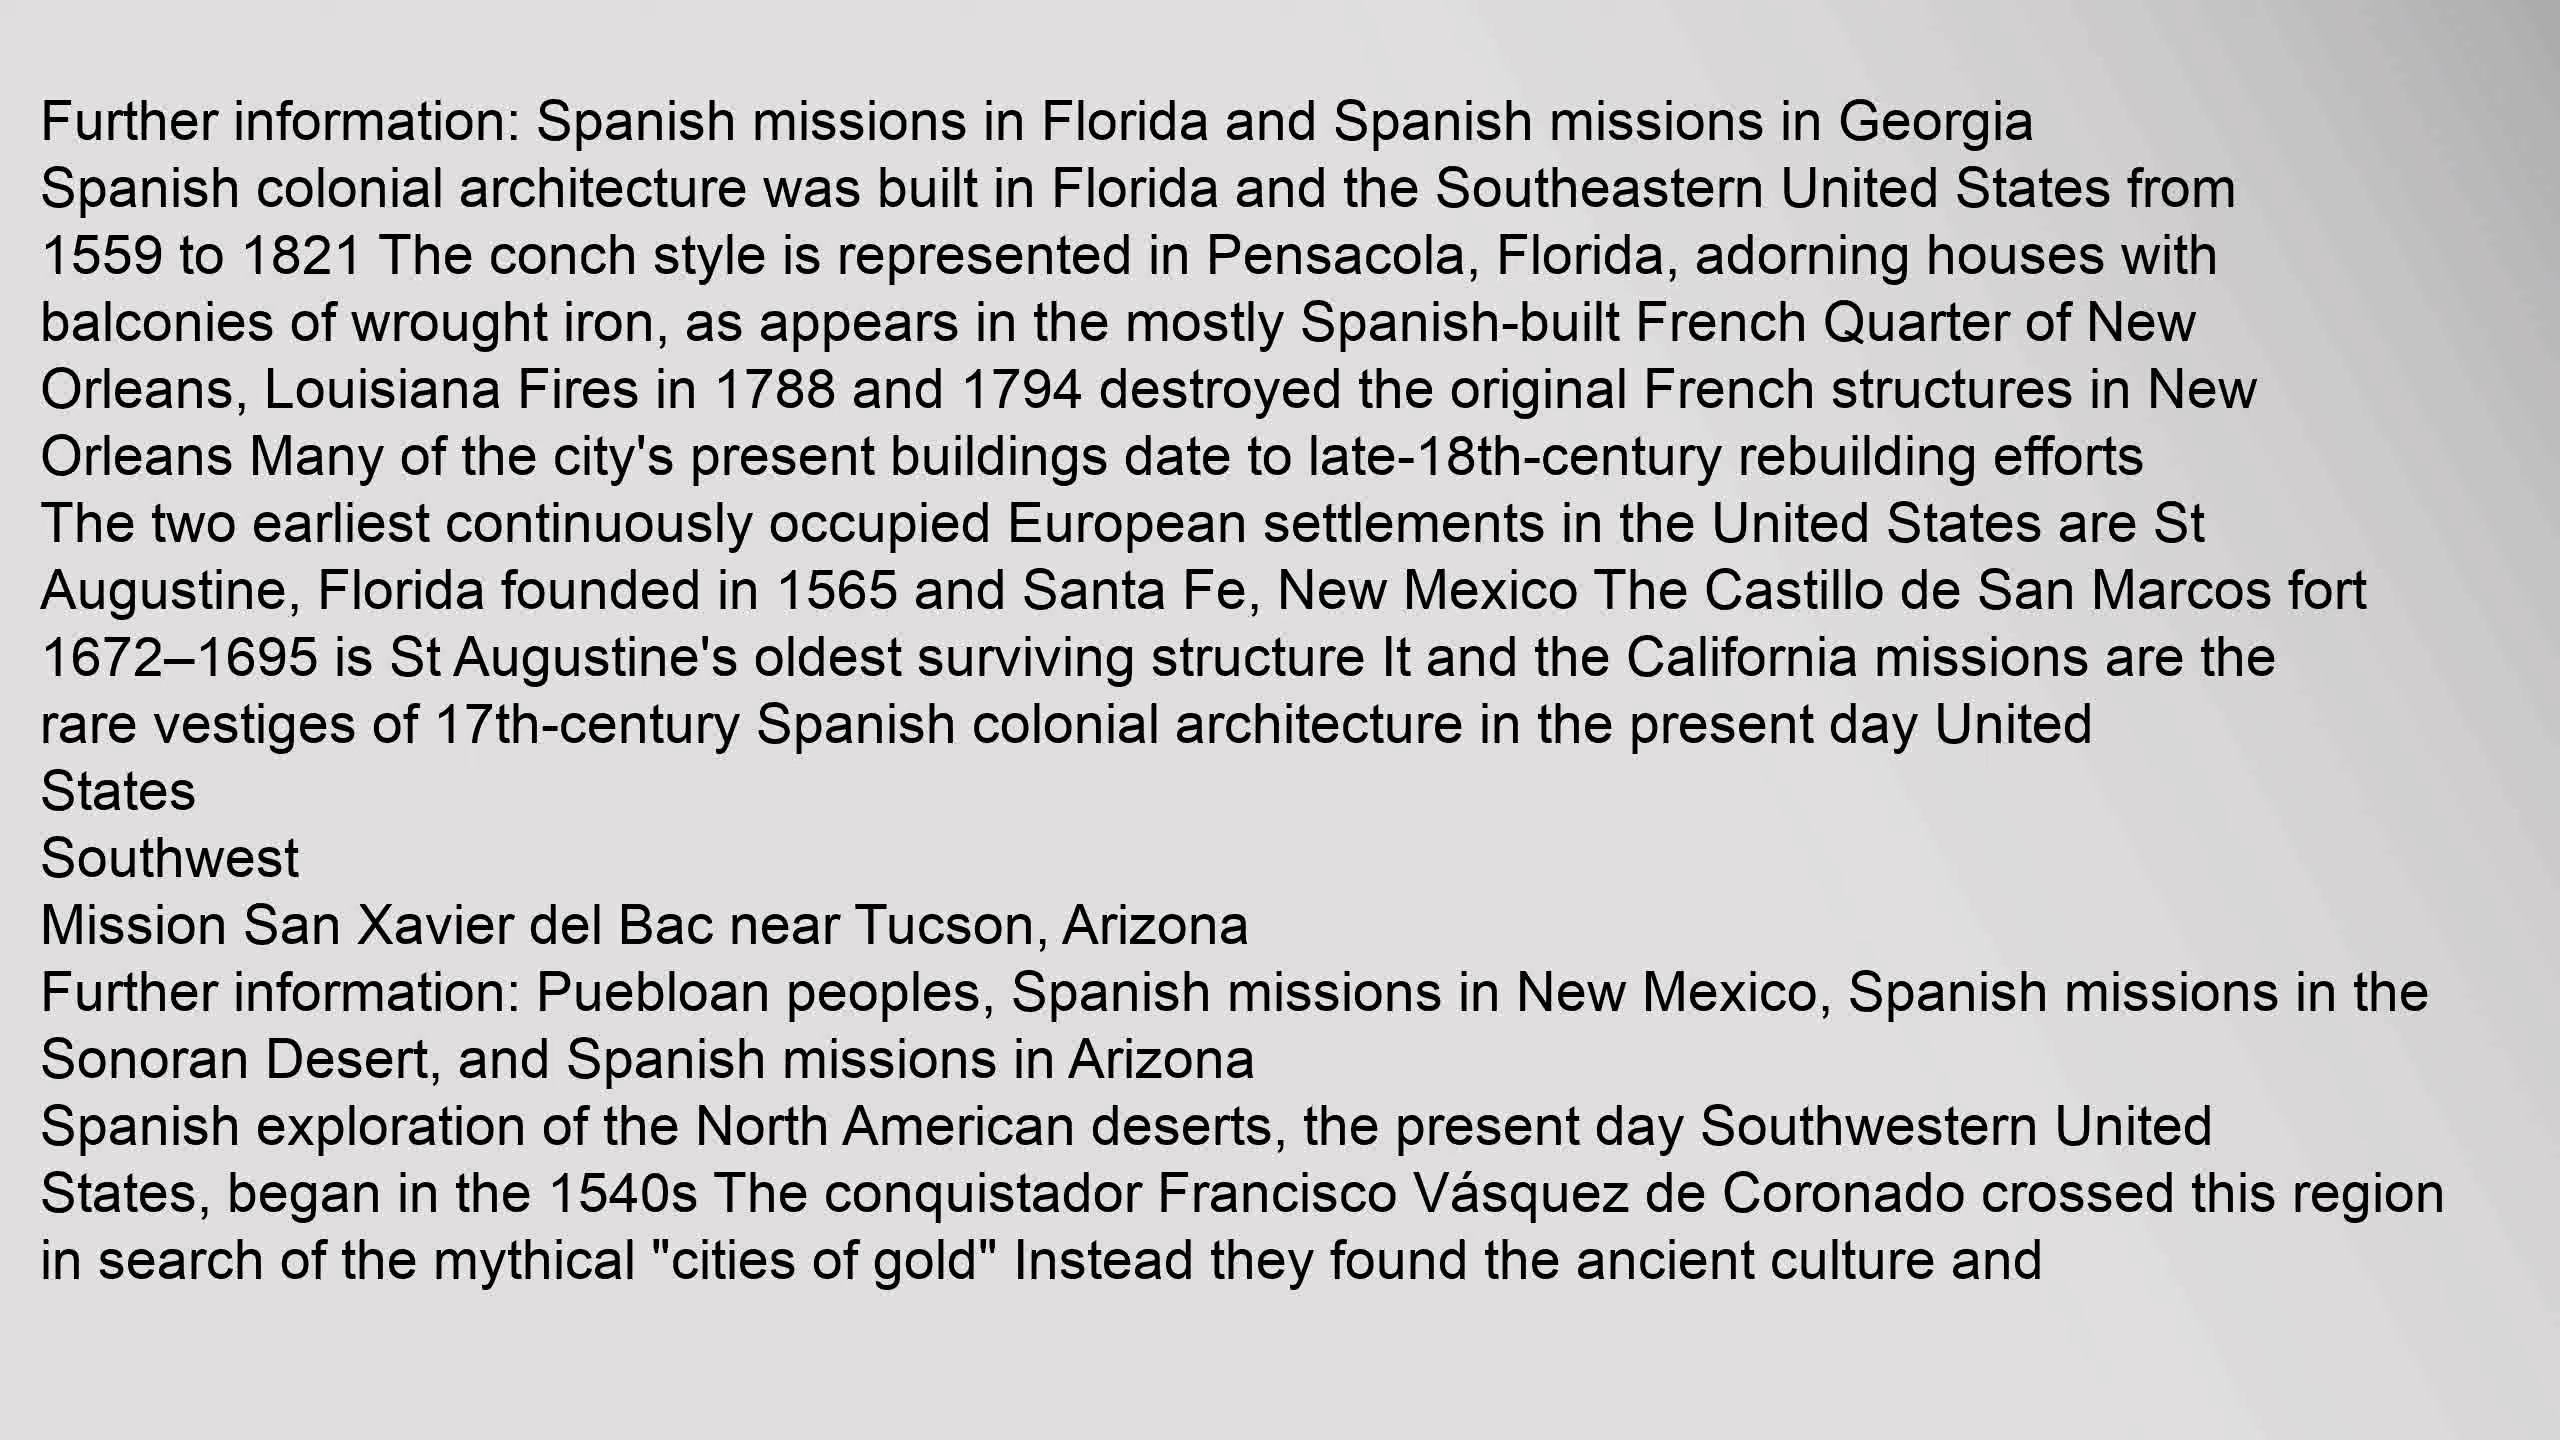 Further information: Spanish missions in Florida and Spanish missions in Georgia
Spanish colonial architecture was built in Florida and the Southeastern United States from
1559 to 1821 The conch style is represented in Pensacola, Florida, adorning houses with
balconies of wrought iron, as appears in the mostly Spanish-built French Quarter of New
Orleans, Louisiana Fires in 1788 and 1794 destroyed the original French structures in New
Orleans Many of the city's present buildings date to late-18th-century rebuilding efforts
The two earliest continuously occupied European settlements in the United States are St
Augustine, Florida founded in 1565 and Santa Fe, New Mexico The Castillo de San Marcos fort
1672–1695 is St Augustine's oldest surviving structure It and the California missions are the
rare vestiges of 17th-century Spanish colonial architecture in the present day United
States
Southwest
Mission San Xavier del Bac near Tucson, Arizona
Further information: Puebloan peoples, Spanish missions in New Mexico, Spanish missions in the
Sonoran Desert, and Spanish missions in Arizona
Spanish exploration of the North American deserts, the present day Southwestern United
States, began in the 1540s The conquistador Francisco Vásquez de Coronado crossed this region
in search of the mythical "cities of gold" Instead they found the ancient culture and